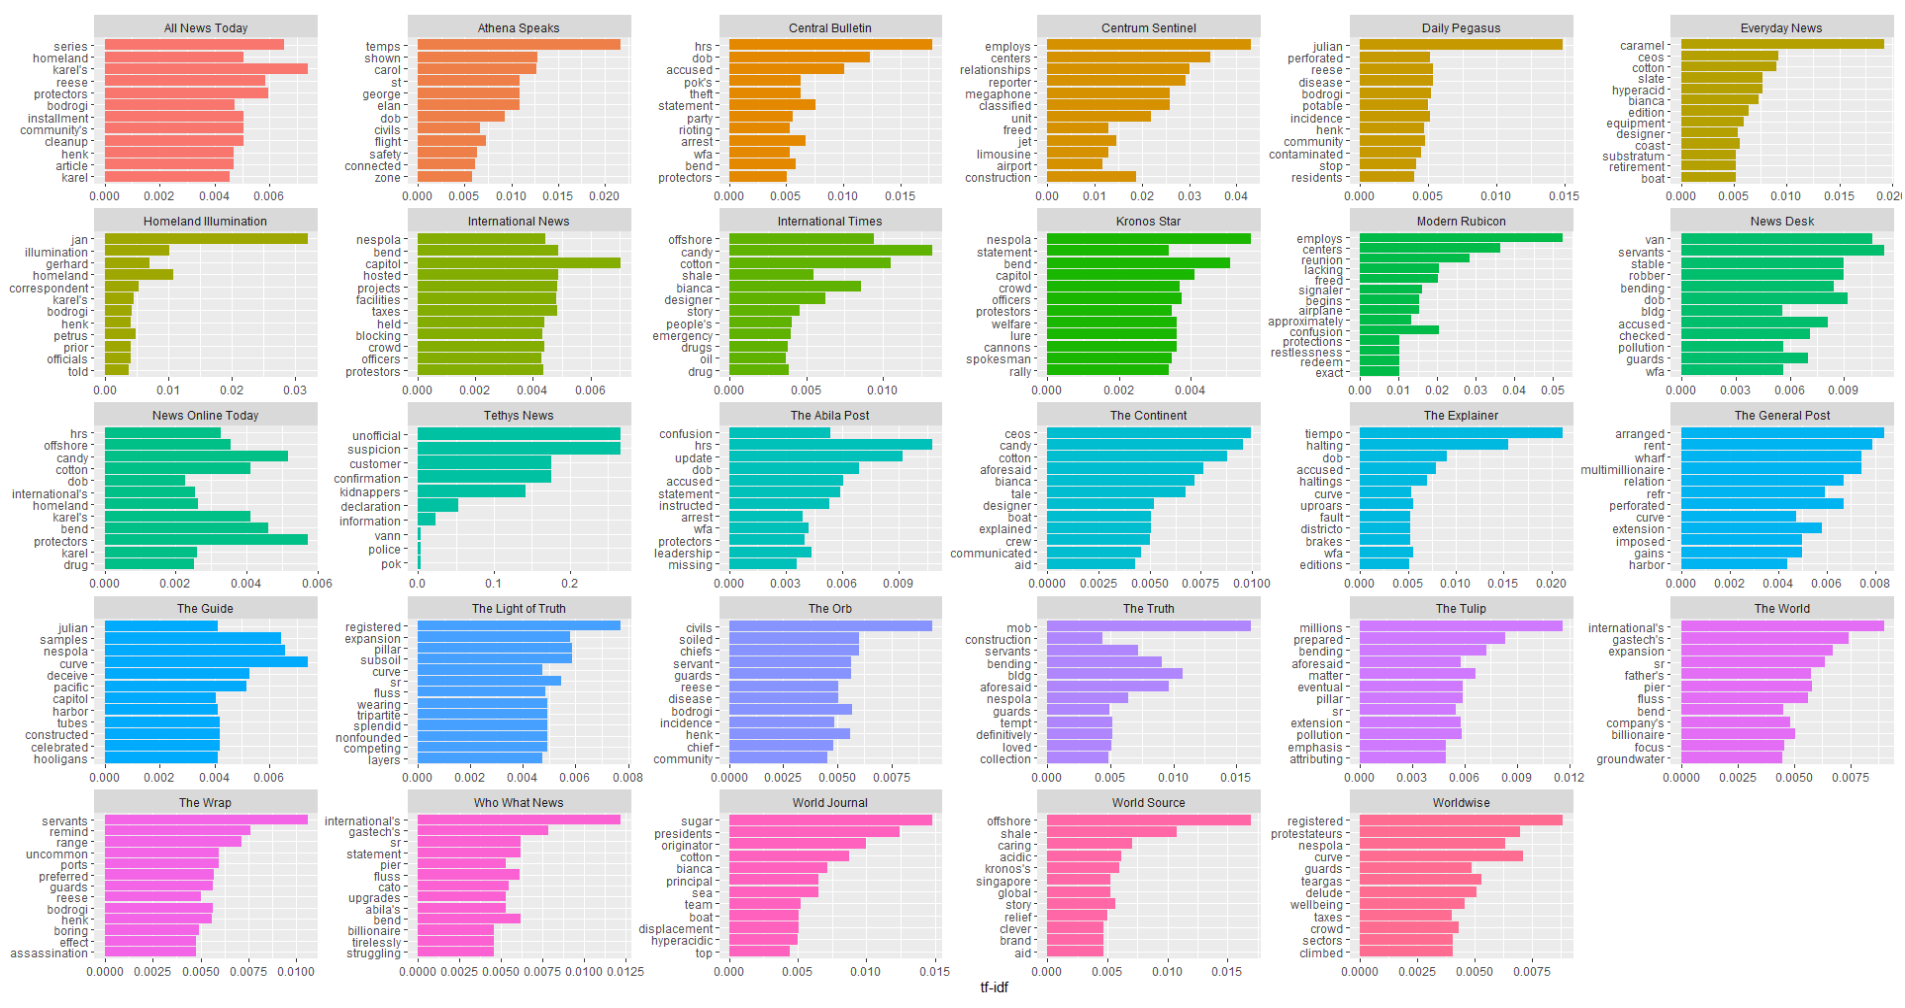 All News Today
series
homeland
karel's
reese
protectors
bodrogi
installment
community's
cleanup
henk
article
karel
0.000 0.002 0.004 0.006
Athena Speaks
temps
shown
carol
st
george
elan
dob
civils
flight
safety
connected
zone
0.000 0.005 0.010 0.015 0.020
Central Bulletin
hrs
dob
accused
pok's
theft
statement
party
rioting
arrest
wfa
bend
protectors
0.000 0.005 0.010 0.015
Centrum Sentinel
employs
centers
relationships
reporter
megaphone
classified
unit
freed
jet
limousine
airport
construction
0.00 0.01 0.02 0.03 0.04
Daily Pegasus
julian
perforated
reese
disease
bodrogi
potable
incidence
henk
community
contaminated
stop
residents
0.000 0.005 0.010 0.015
Everyday News
caramel
ceos
cotton
slate
hyperacid
bianca
edition
equipment
designer
coast
substratum
retirement
boat
0.000 0.005 0.010 0.015 0.020
Homeland Illumination
jan
illumination
gerhard
homeland
correspondent
karel's
bodrogi
henk
petrus
prior
officials
told
0.00 0.01 0.02 0.03
International News
nespola
bend
capitol
hosted
projects
facilities
taxes
held
blocking
crowd
officers
protestors
0.000 0.002 0.004 0.006
International Times
offshore
candy
cotton
shale
bianca
designer
story
people's
emergency
drugs
oil
drug
0.000 0.005 0.010
Kronos Star
nespola
statement
bend
capitol
crowd
officers
protestors
welfare
lure
cannons
spokesman
rally
0.000 0.002 0.004
Modern Rubicon
employs
centers
reunion
lacking
freed
signaler
begins
airplane
approximately
confusion
protections
restlessness
redeem
exact
0.00 0.01 0.02 0.03 0.04 0.05
News Desk
van
servants
stable
robber
bending
dob
bldg
accused
checked
pollution
guards
wfa
0.000 0.003 0.006 0.009
News Online Today
hrs
offshore
candy
cotton
dob
international's
homeland
karel's
bend
protectors
karel
drug
0.000 0.002 0.004 0.006
Tethys News
unofficial
suspicion
customer
confirmation
kidnappers
declaration
information
vann
police
pok
0.0 0.1 0.2
The Abila Post
confusion
hrs
update
dob
accused
statement
instructed
arrest
wfa
protectors
leadership
missing
0.000 0.003 0.006 0.009
The Continent
ceos
candy
cotton
aforesaid
bianca
tale
designer
boat
explained
crew
communicated
aid
0.0000 0.0025 0.0050 0.0075 0.0100
The Explainer
tiempo
halting
dob
accused
haltings
curve
uproars
fault
districto
brakes
wfa
editions
0.000 0.005 0.010 0.015 0.020
The General Post
arranged
rent
wharf
multimillionaire
relation
refr
perforated
curve
extension
imposed
gains
harbor
0.000 0.002 0.004 0.006 0.008
The Guide
julian
samples
nespola
curve
deceive
pacific
capitol
harbor
tubes
constructed
celebrated
hooligans
0.000 0.002 0.004 0.006
The Light of Truth
registered
expansion
pillar
subsoil
curve
sr
fluss
wearing
tripartite
splendid
nonfounded
competing
layers
0.000 0.002 0.004 0.006 0.008
The Orb
civils
soiled
chiefs
servant
guards
reese
disease
bodrogi
incidence
henk
chief
community
0.0000 0.0025 0.0050 0.0075
The Truth
mob
construction
servants
bending
bldg
aforesaid
nespola
guards
tempt
definitively
loved
collection
0.000 0.005 0.010 0.015
The Tulip
millions
prepared
bending
aforesaid
matter
eventual
pillar
sr
extension
pollution
emphasis
attributing
0.000 0.003 0.006 0.009 0.012
The World
international's
gastech's
expansion
sr
father's
pier
fluss
bend
company's
billionaire
focus
groundwater
0.0000 0.0025 0.0050 0.0075
The Wrap
servants
remind
range
uncommon
ports
preferred
guards
reese
bodrogi
henk
boring
effect
assassination
0.0000 0.0025 0.0050 0.0075 0.0100
Who What News
international's
gastech's
sr
statement
pier
fluss
cato
upgrades
abila's
bend
billionaire
tirelessly
struggling
0.0000 0.0025 0.0050 0.0075 0.0100 0.0125
World Journal
sugar
presidents
originator
cotton
bianca
principal
sea
team
boat
displacement
hyperacidic
top
0.000 0.005 0.010 0.015
World Source
offshore
shale
caring
acidic
kronos's
singapore
global
story
relief
clever
brand
aid
0.000 0.005 0.010 0.015
Worldwise
registered
protestateurs
nespola
curve
guards
teargas
delude
wellbeing
taxes
crowd
sectors
climbed
0.0000 0.0025 0.0050 0.0075
tf-idf